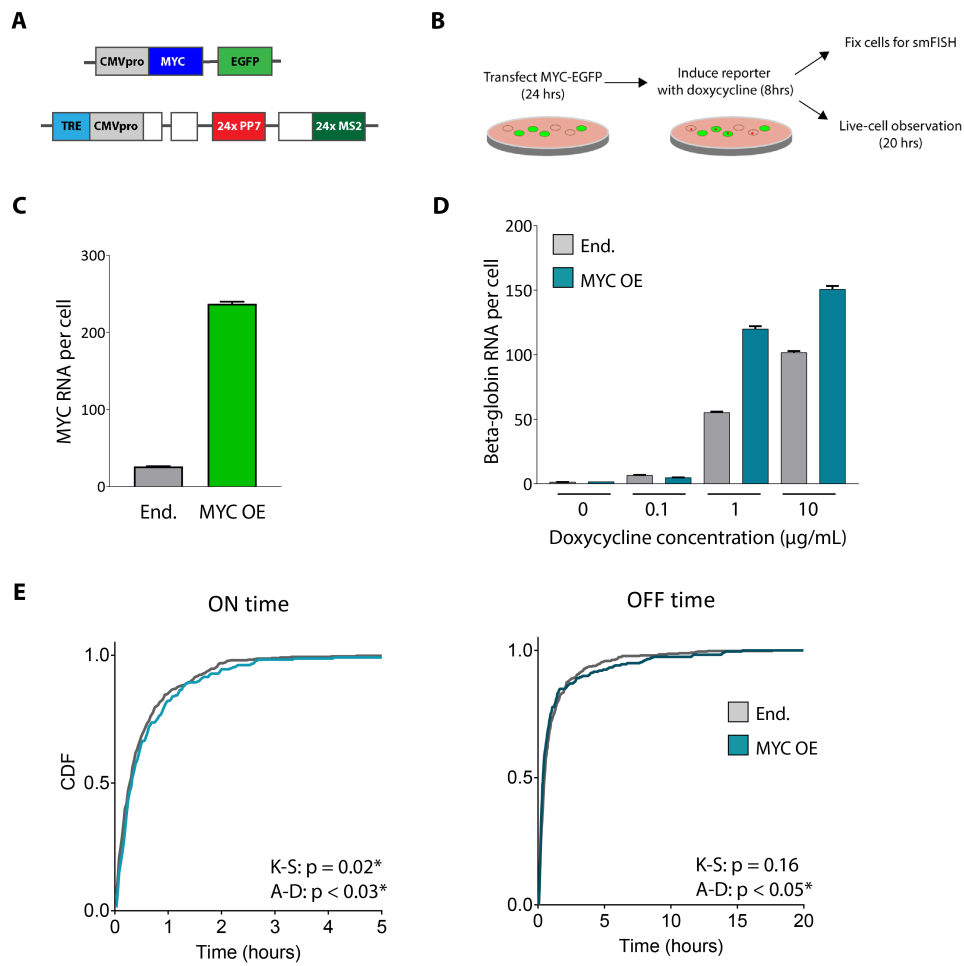 A
CMVpro MYC EGFP
TRE CMVpro 24x PP7 24x MS2
B
Transfect MYC-EGFP
(24 hrs)
Induce reporter
with doxycycline (8hrs)
Fix cells for smFISH
Live-cell observation
(20 hrs)
C
MYC RNA per cell
300
200
100
0
End. MYC OE
D
Beta-globin RNA per cell
200
150
100
50
0
End.
MYC OE
0 0.1 1 10
Doxycycline concentration (µg/mL)
E
ON time
CDF
1.0
0.5
0.0
K-S: p = 0.02*
A-D: p < 0.03*
0 1 2 3 4 5
Time (hours)
OFF time
1.0
0.5
0.0
End.
MYC OE
K-S: p = 0.16
A-D: p < 0.05*
0 5 10 15 20
Time (hours)